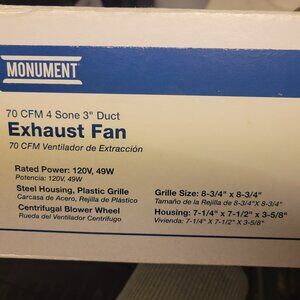 MONUMENT
70 CFM 4 Sone 3" Duct
Exhaust Fan
70 CFM Ventilador de Extracción
Rated Power: 120V, 49W
Potencia: 120V, 49W
Steel Housing, Plastic Grille
Carcasa de Acero, Rejilla de Plástico
Centrifugal Blower Wheel
Rueda del Ventilador Centrífugo
Grille Size: 8-3/4" x 8-3/4"
Tamaño de la Rejilla de 8-3/4"X 8-3/4"
Housing: 7-1/4" x 7-1/2" x 3-5/8"
Vivienda: 7-1/4" X 7-1/2" X 3-5/8"